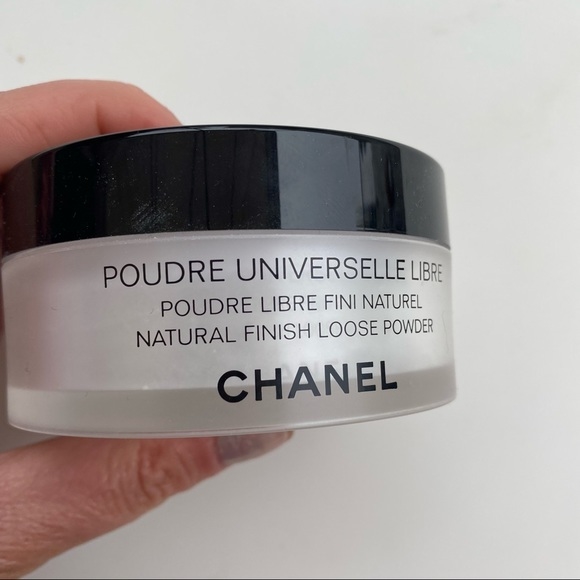 POUDRE UNIVERSELLE LIBRE
POUDRE LIBRE FINI NATUREL
NATURAL FINISH LOOSE POWDER
CHANEL